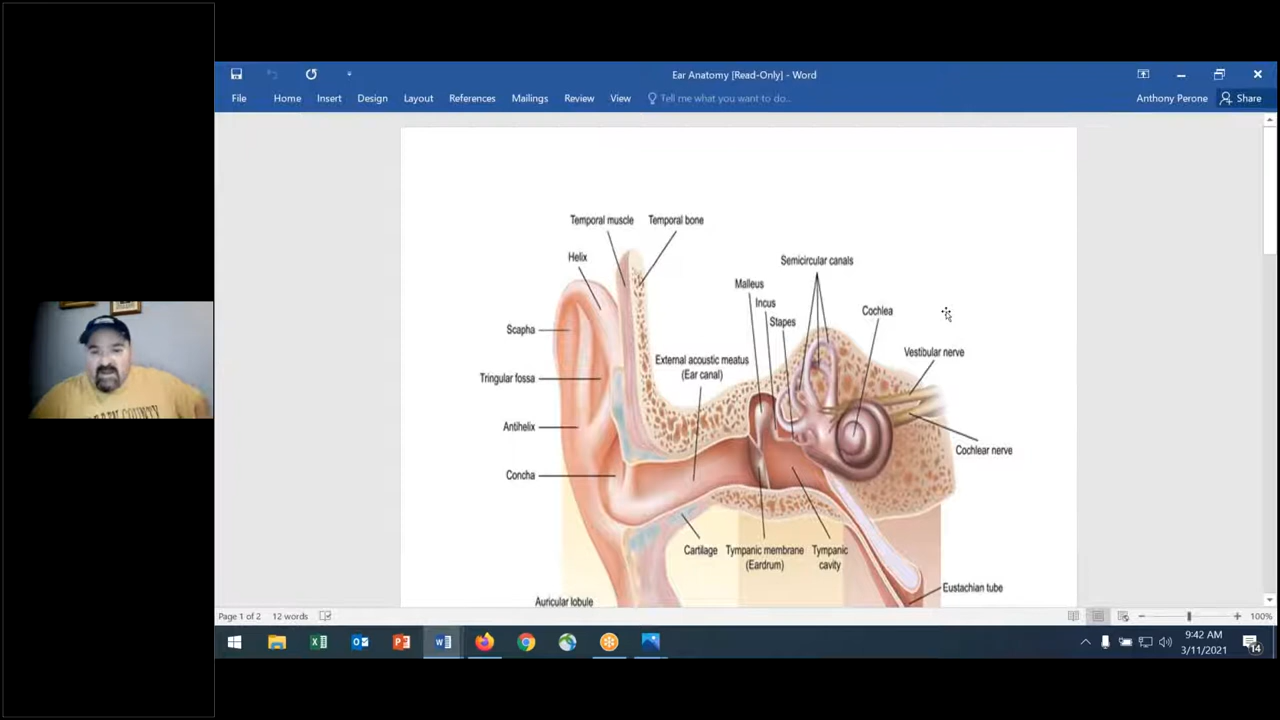 Ear Anatomy [Read-Only] - Word
File Home Insert Design Layout References Mailings Review View Tell me what you want to do... Anthony Perone Share
Temporal muscle Temporal bone
Helix
Semicircular canals
Malleus
Incus
Stapes
Cochlea
Scapha
External acoustic meatus
(Ear canal)
Vestibular nerve
Tringular fossa
Antihelix
Cochlear nerve
Concha
Cartilage
Tympanic membrane
(Eardrum)
Tympanic
cavity
Eustachian tube
Auricular lobule
Page 1 of 2 12 words 100%
9:42 AM
3/11/2021
14